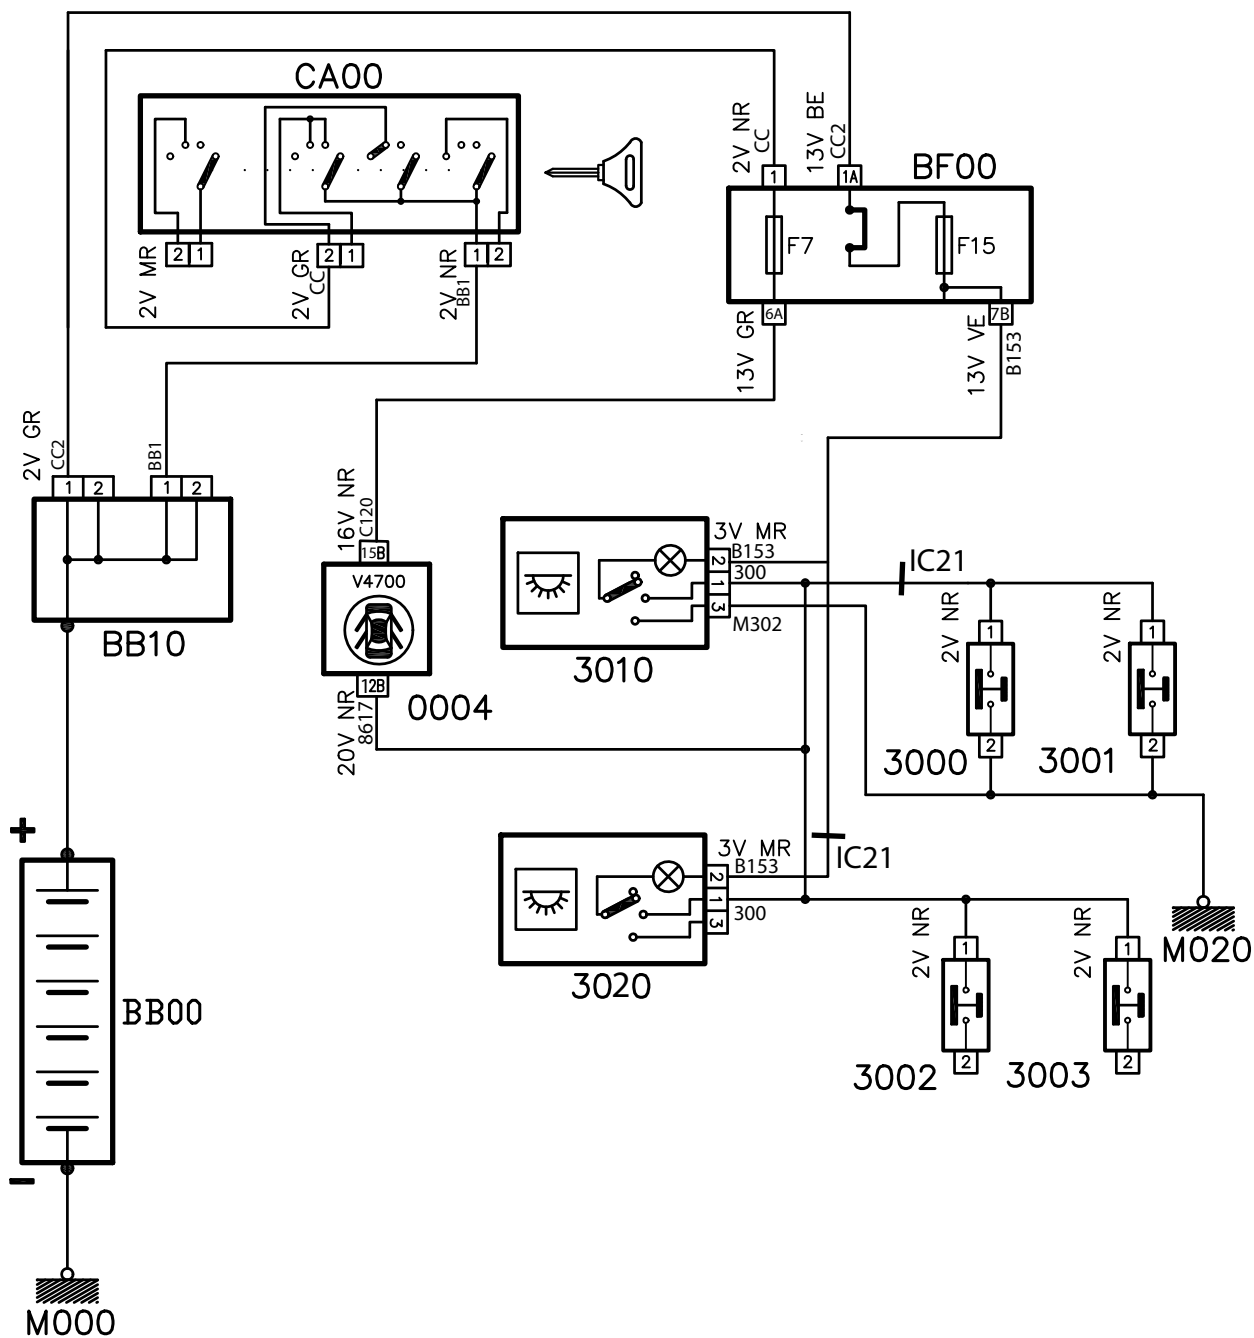 CA00
2V NR
CC
13V BE
CC2
1
1A
BF00
F7
F15
2 1
2 1
1 2
2V MR
2V GR
CC
2V NR
BB1
6A
7B
13V GR
13V VE
B153
2V GR
CC2
BB1
1 2
1 2
BB10
16V NR
C120
15B
V4700
12B
0004
20V NR
8617
3V MR
B153
300
M302
2
1
3
3010
IC21
2V NR
1
2
3000
2V NR
1
2
3001
+
BB00
-
M000
3V MR
B153
300
2
1
3
3020
IC21
2V NR
1
2
3002
2V NR
1
2
3003
M020